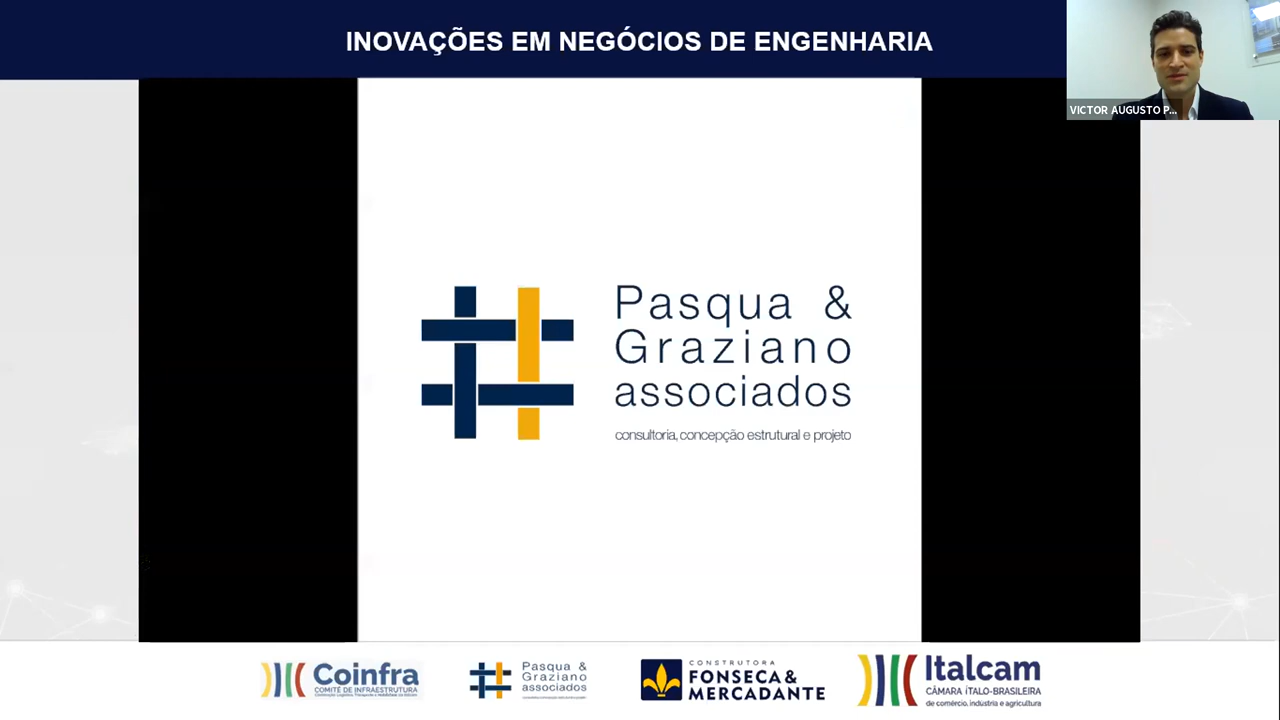 INOVAÇÕES EM NEGÓCIOS DE ENGENHARIA
VICTOR AUGUSTO P...
Pasqua &
Graziano
associados
consultoria, concepção estrutural e projeto
Coinfra
COMITÊ DE INFRAESTRUTURA
Pasqua &
Graziano
associados
CONSTRUTORA
FONSECA &
MERCADANTE
Italcam
CÂMARA ÍTALO-BRASILEIRA
de comércio, indústria e agricultura